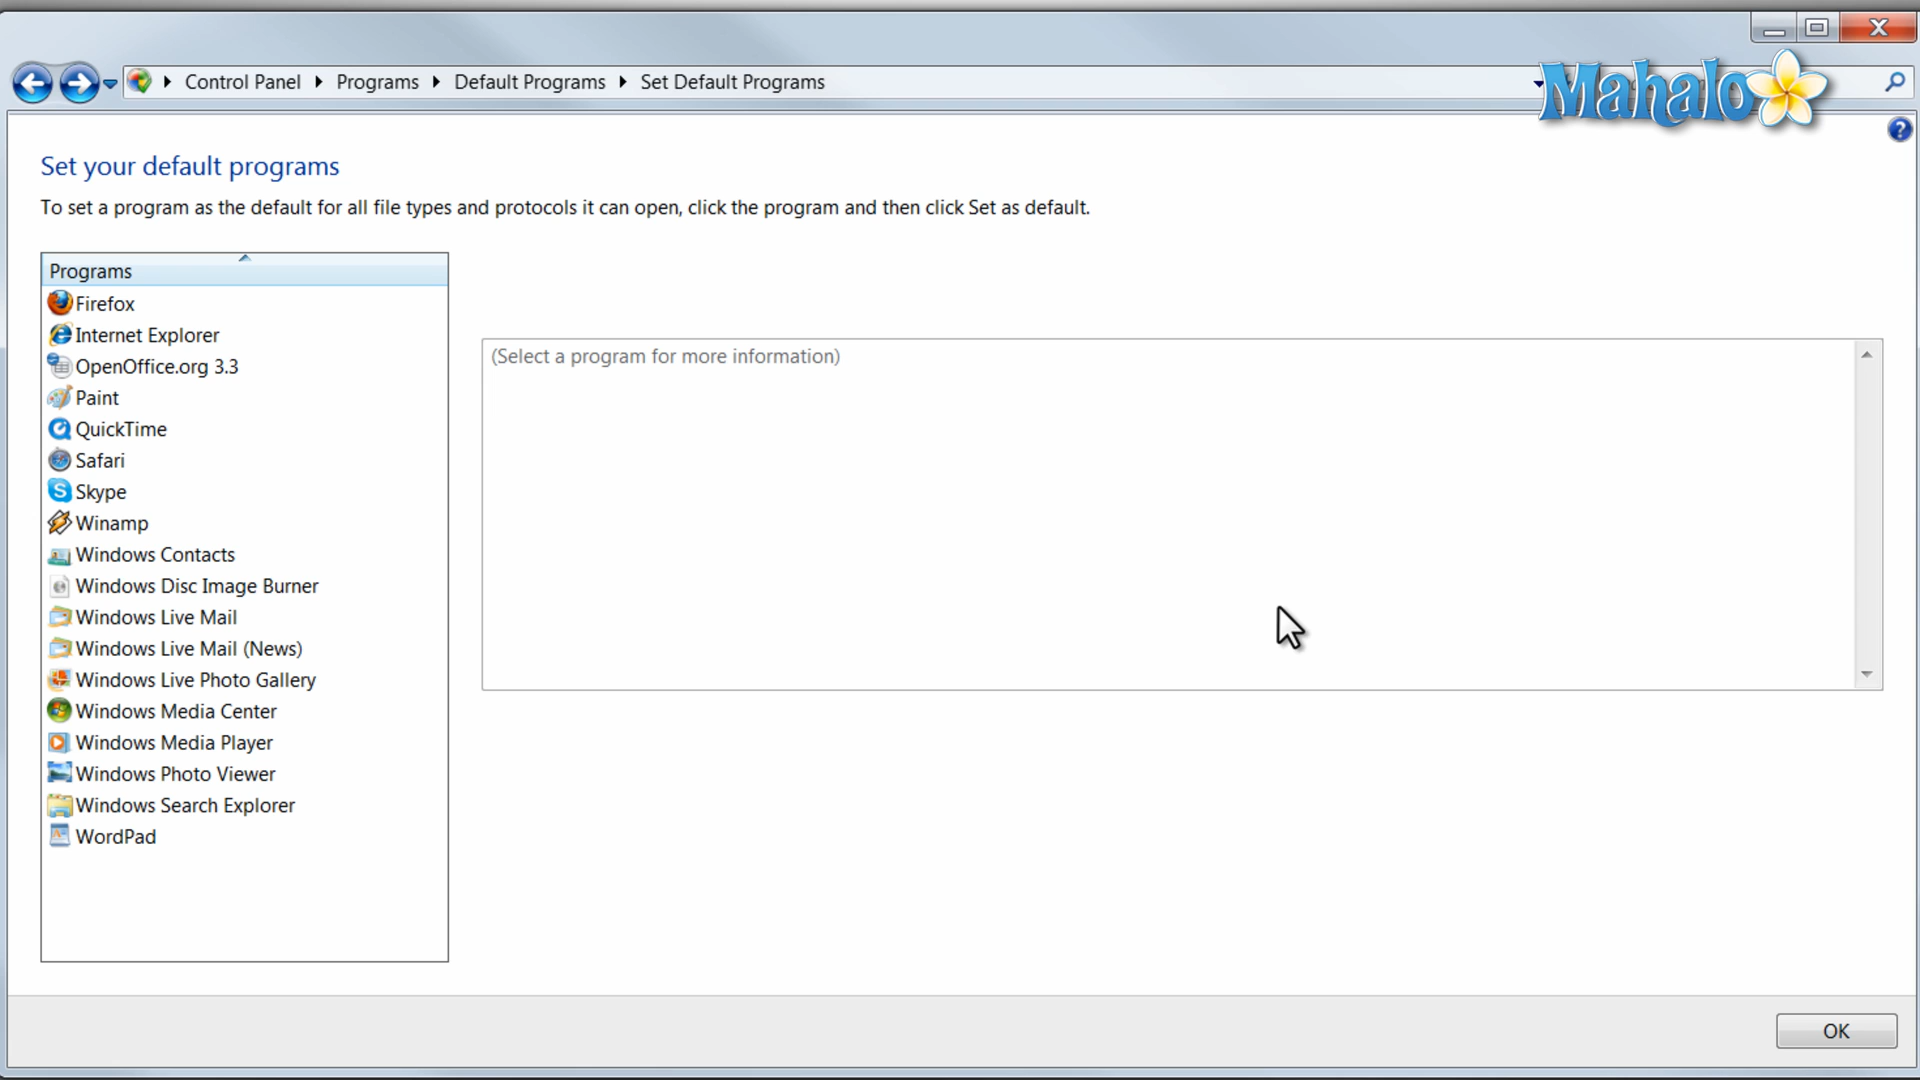 Control Panel Programs Default Programs Set Default Programs
Mahalo
Set your default programs
To set a program as the default for all file types and protocols it can open, click the program and then click Set as default.
Programs
Firefox
Internet Explorer
OpenOffice.org 3.3
Paint
QuickTime
Safari
Skype
Winamp
Windows Contacts
Windows Disc Image Burner
Windows Live Mail
Windows Live Mail (News)
Windows Live Photo Gallery
Windows Media Center
Windows Media Player
Windows Photo Viewer
Windows Search Explorer
WordPad
(Select a program for more information)
OK